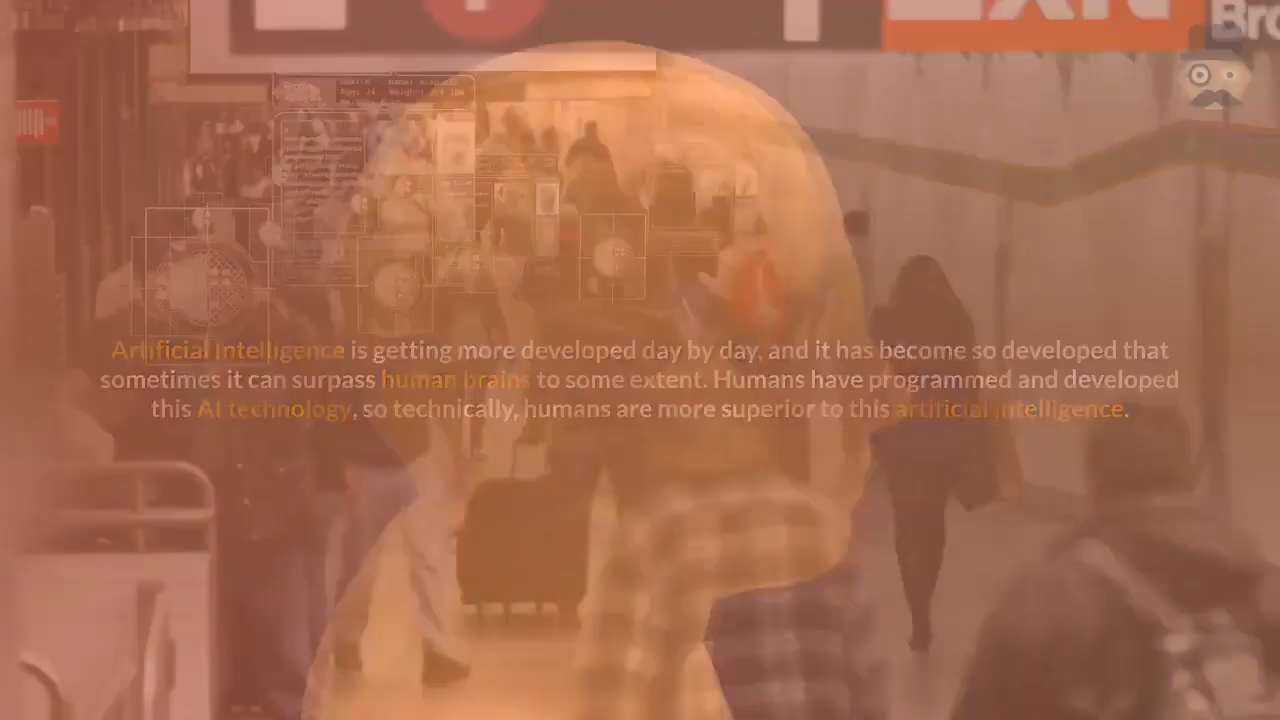 EXIT
Bro
Artificial Intelligence is getting more developed day by day, and it has become so developed that
sometimes it can surpass human brains to some extent. Humans have programmed and developed
this AI technology, so technically, humans are more superior to this artificial intelligence.